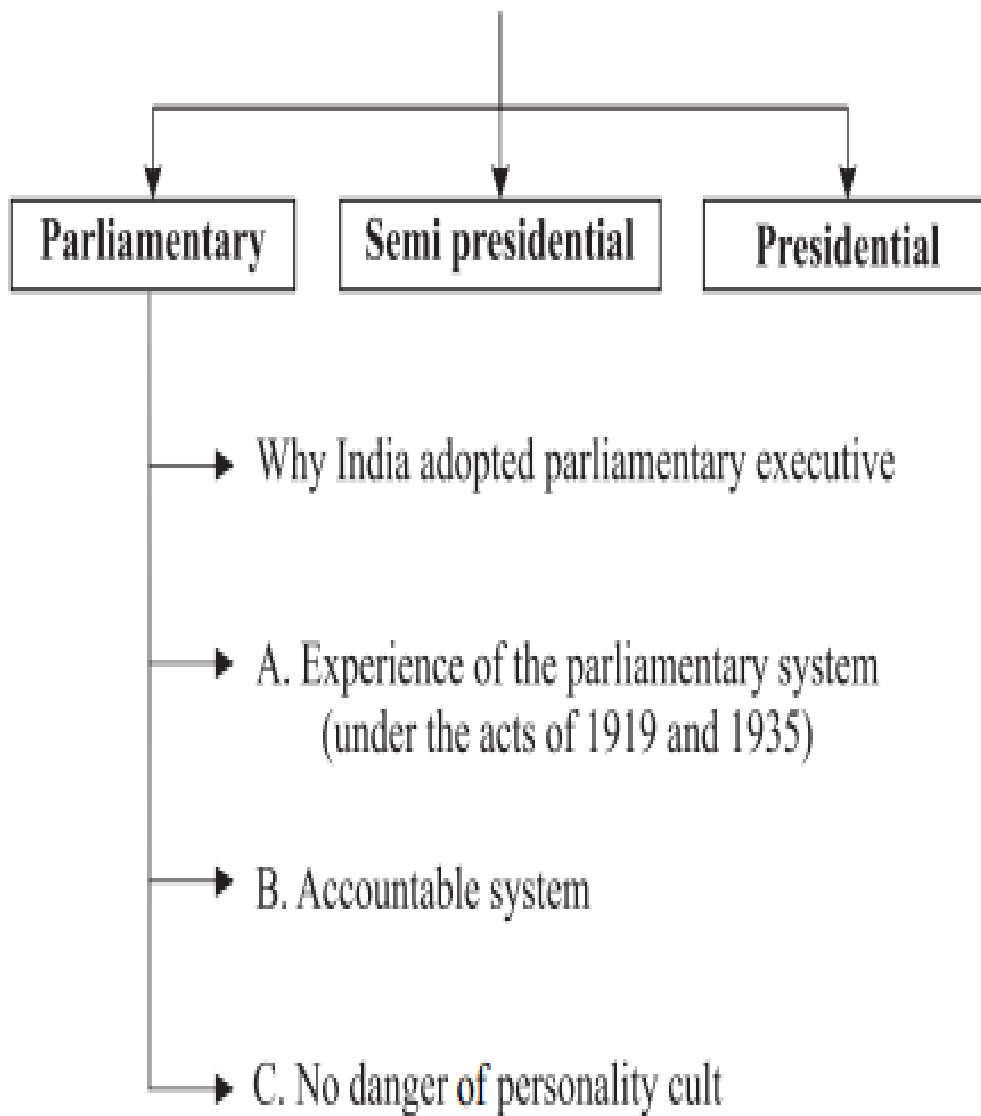 Parliamentary
Semi presidential
Presidential
Why India adopted parliamentary executive
A. Experience of the parliamentary system
(under the acts of 1919 and 1935)
B. Accountable system
C. No danger of personality cult